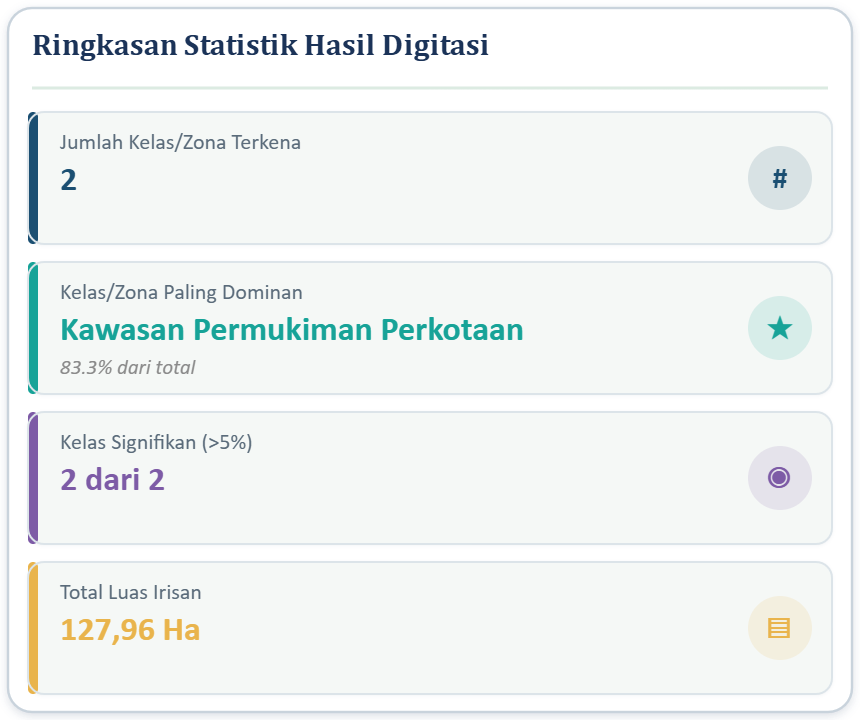 Ringkasan Statistik Hasil Digitasi
Jumlah Kelas/Zona Terkena
2
#
Kelas/Zona Paling Dominan
Kawasan Permukiman Perkotaan
83.3% dari total
Kelas Signifikan (>5%)
2 dari 2
Total Luas Irisan
127,96 Ha